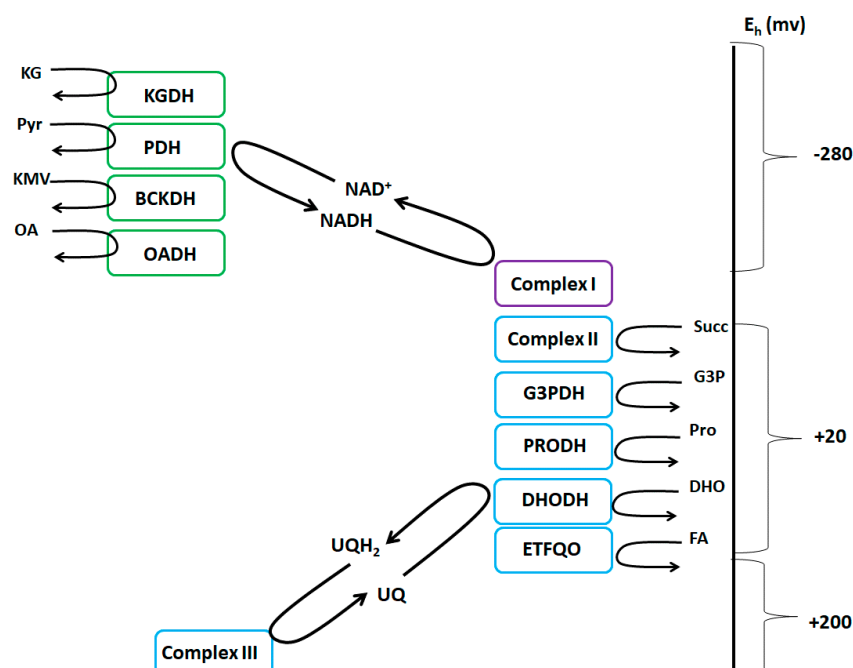 Eh (mv)
KG
KGDH
Pyr
PDH
-280
KMV
BCKDH
NAD+
NADH
OA
OADH
Complex I
Succ
Complex II
G3P
G3PDH
Pro
PRODH
+20
DHO
DHODH
FA
ETFQO
UQH2
UQ
+200
Complex III